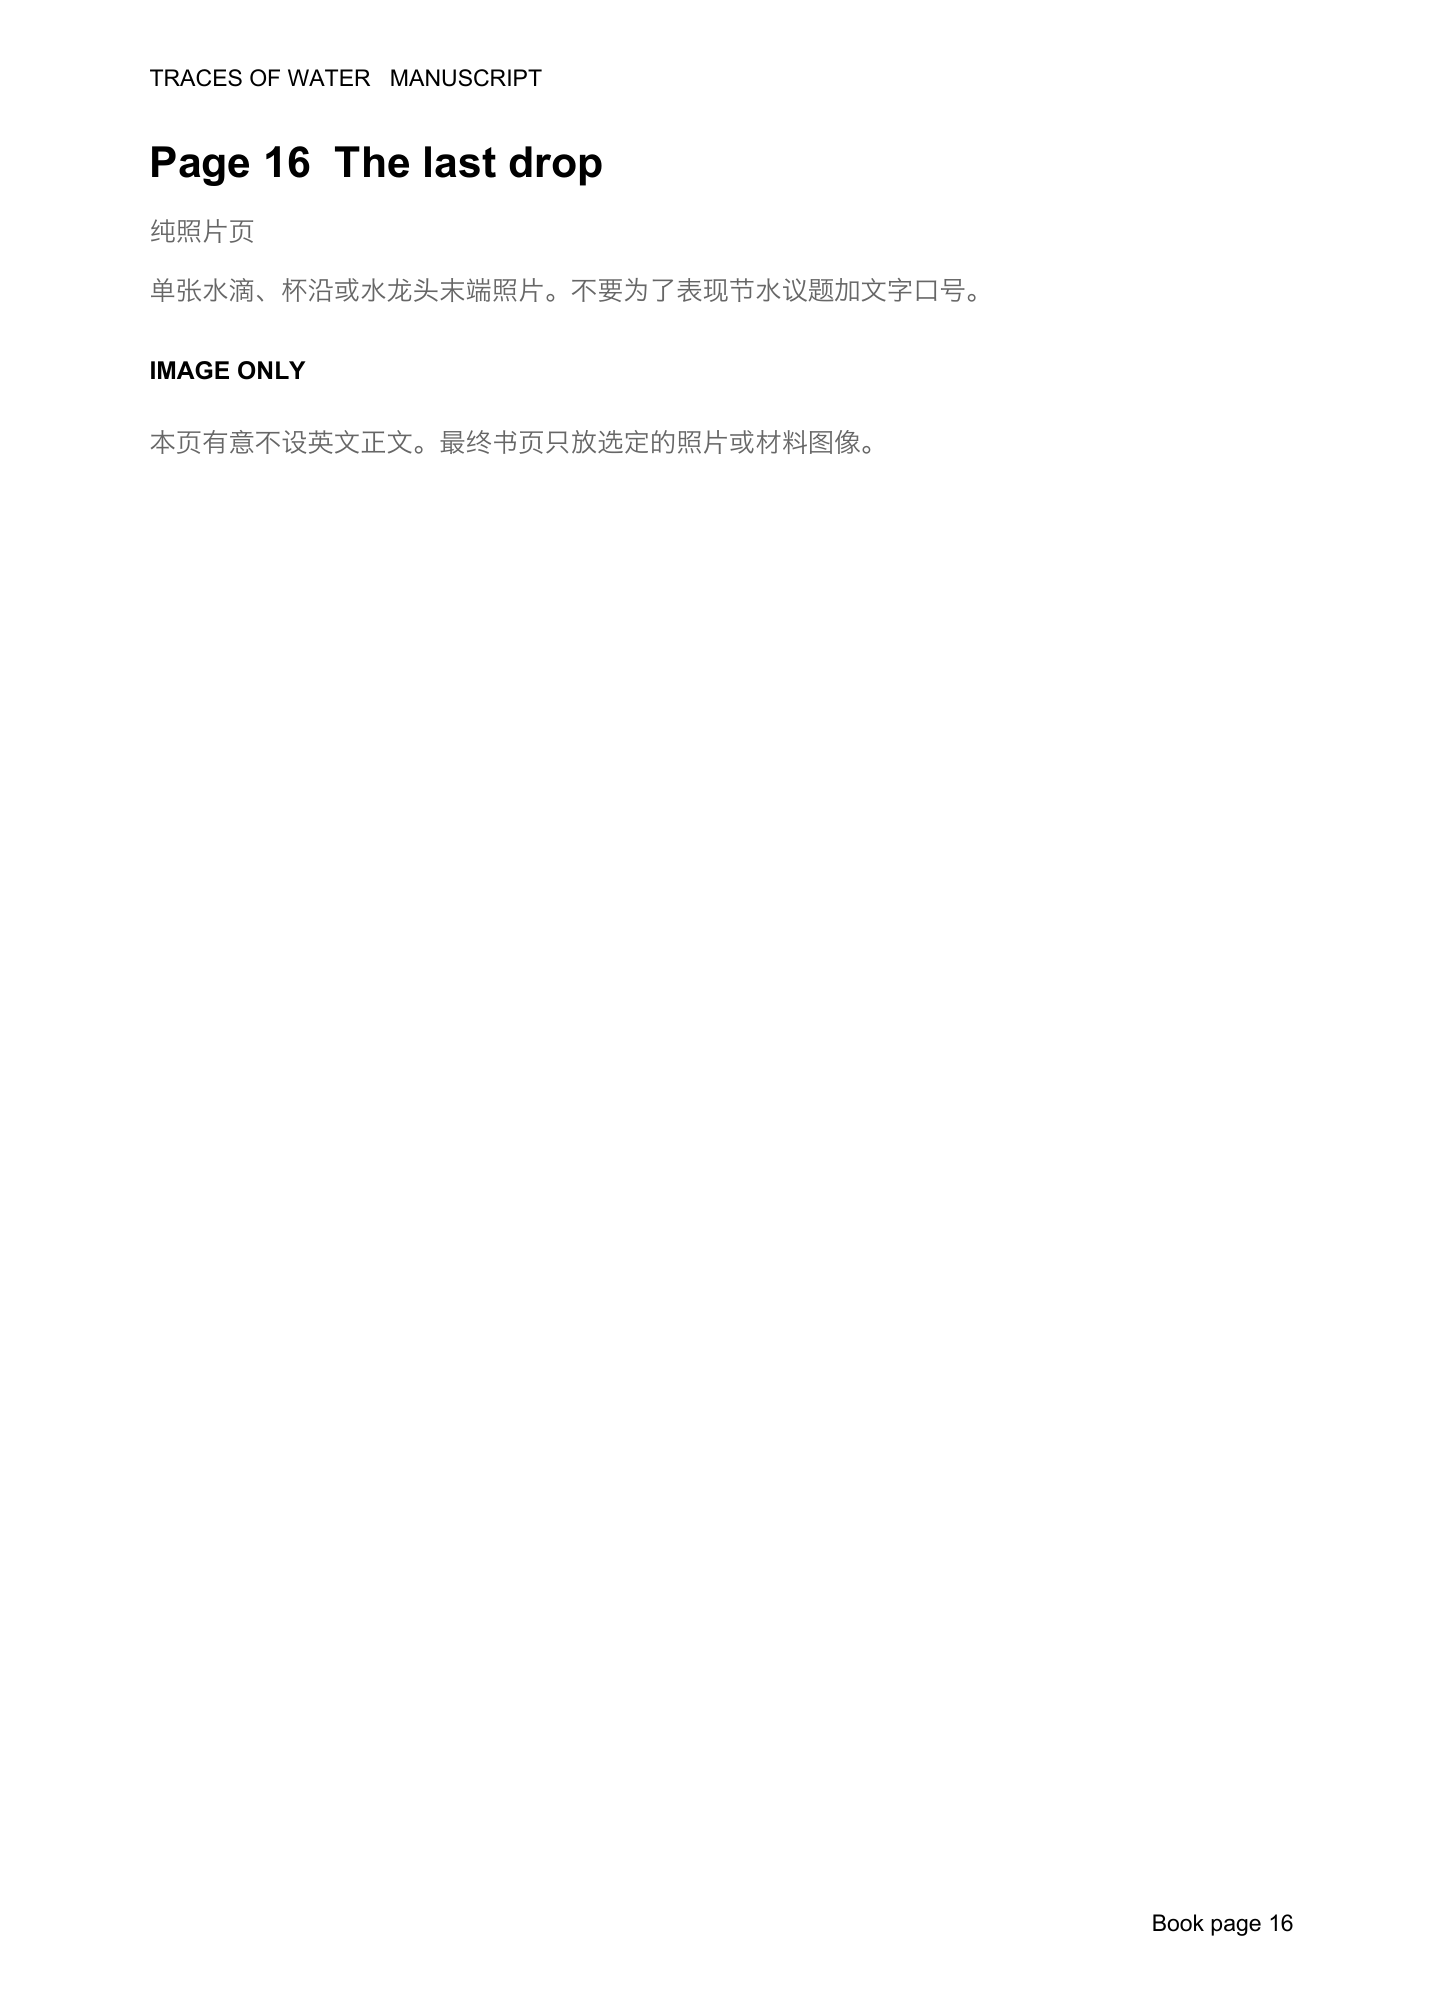 TRACES OF WATER   MANUSCRIPT
Page 16  The last drop
纯照片页
单张水滴、杯沿或水龙头末端照片。不要为了表现节水议题加文字口号。
IMAGE ONLY
本页有意不设英文正文。最终书页只放选定的照片或材料图像。
Book page 16